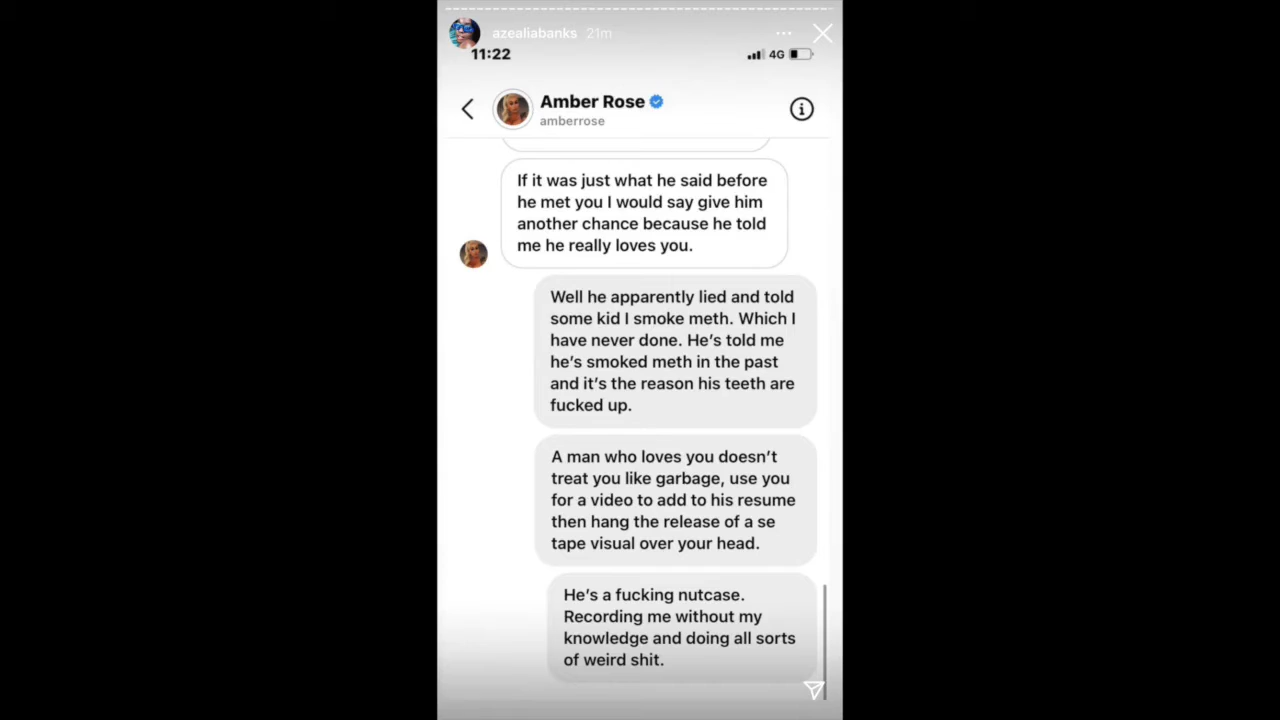 azealiabanks 21m
11:22
4G
Amber Rose
amberrose
If it was just what he said before
he met you I would say give him
another chance because he told
me he really loves you.
Well he apparently lied and told
some kid I smoke meth. Which I
have never done. He's told me
he's smoked meth in the past
and it's the reason his teeth are
fucked up.
A man who loves you doesn't
treat you like garbage, use you
for a video to add to his resume
then hang the release of a se
tape visual over your head.
He's a fucking nutcase.
Recording me without my
knowledge and doing all sorts
of weird shit.